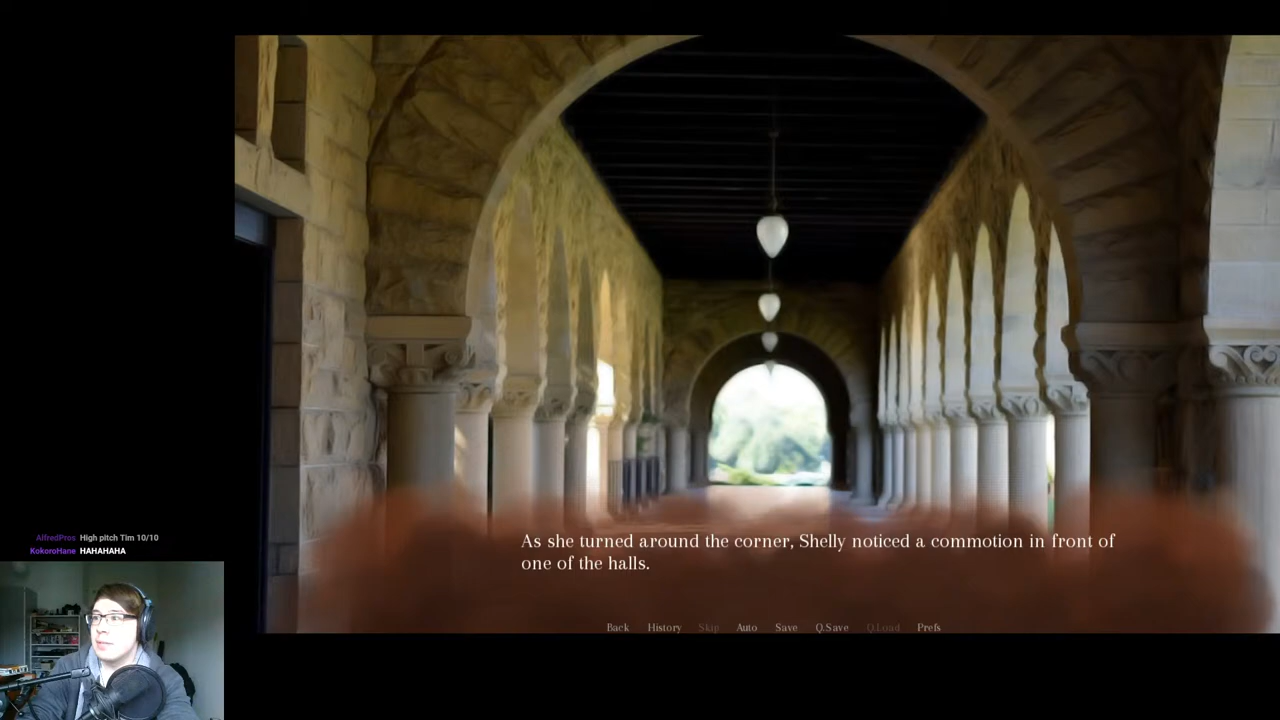 AlfredPros High pitch Tim 10/10
KokoroHane HAHAHAHA
As she turned around the corner, Shelly noticed a commotion in front of
one of the halls.
Back History Skip Auto Save Q.Save Q.Load Prefs